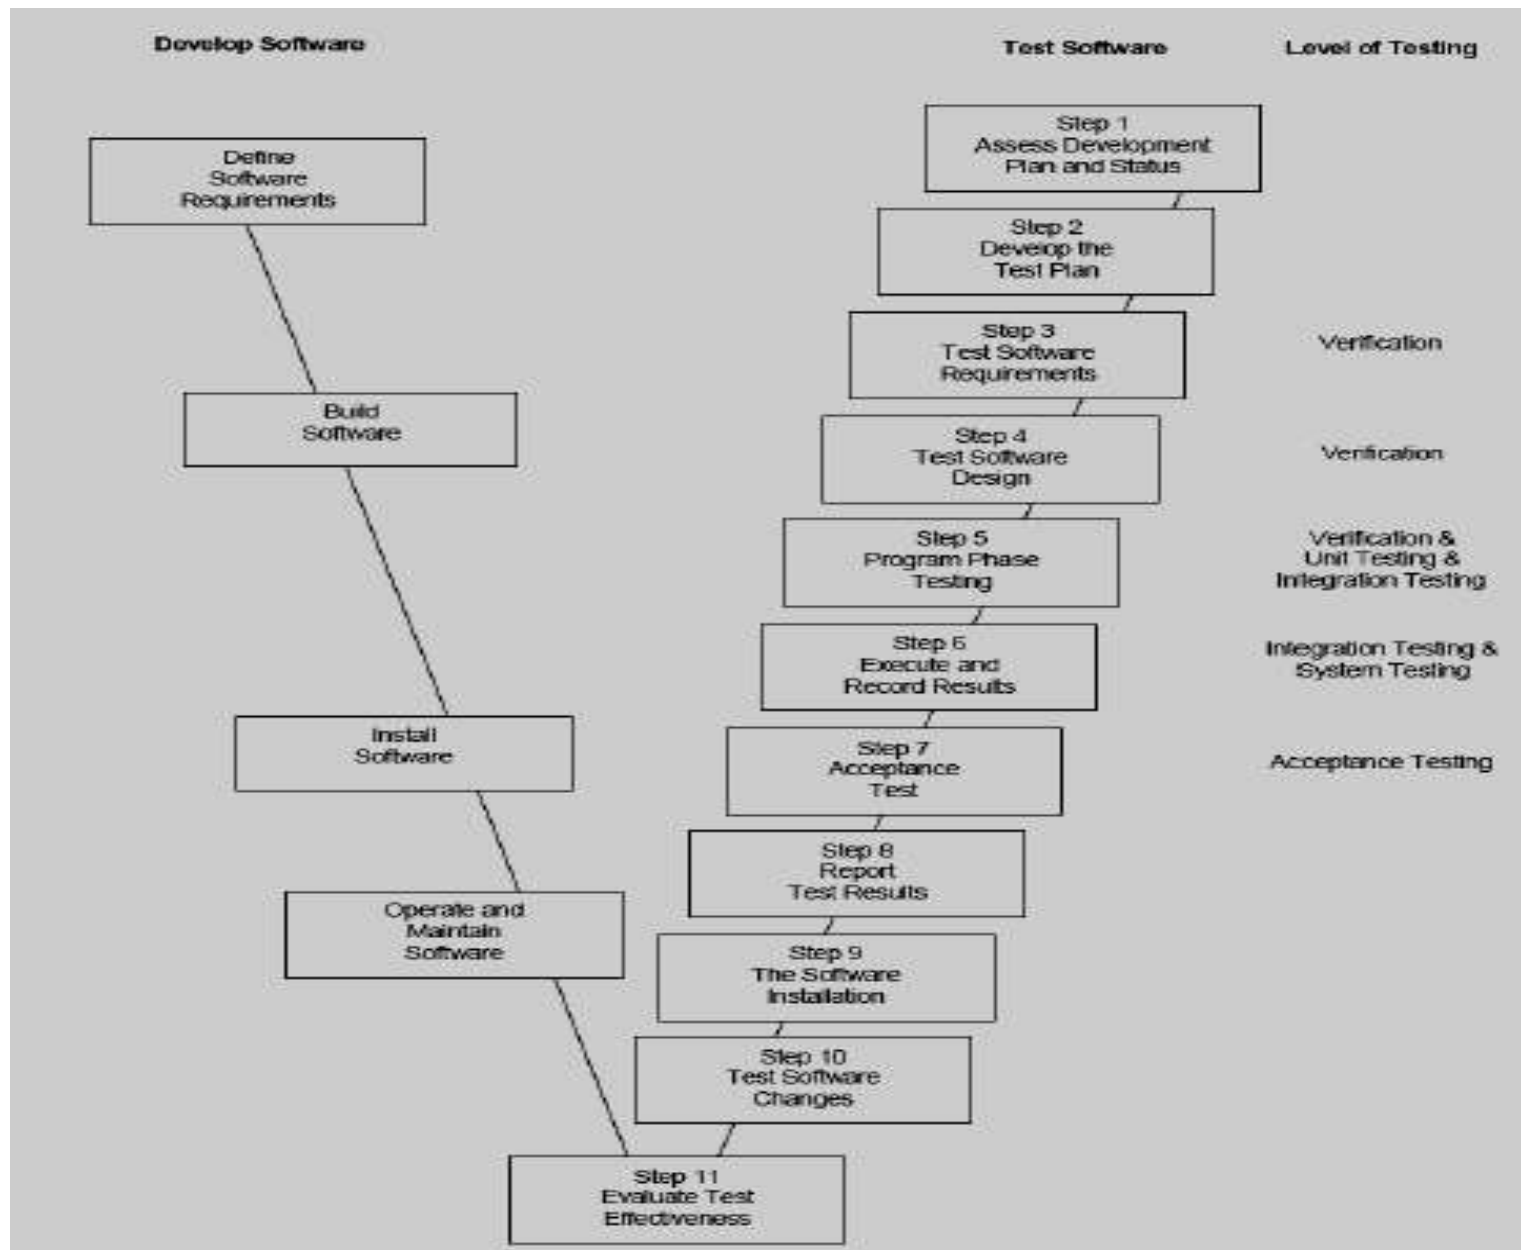 Develop Software
Test Software
Level of Testing
Define
Software
Requirements
Build
Software
Install
Software
Operate and
Maintain
Software
Step 1
Assess Development
Plan and Status
Step 2
Develop the
Test Plan
Step 3
Test Software
Requirements
Verification
Step 4
Test Software
Design
Verification
Step 5
Program Phase
Testing
Verification &
Unit Testing &
Integration Testing
Step 6
Execute and
Record Results
Integration Testing &
System Testing
Step 7
Acceptance
Test
Acceptance Testing
Step 8
Report
Test Results
Step 9
The Software
Installation
Step 10
Test Software
Changes
Step 11
Evaluate Test
Effectiveness